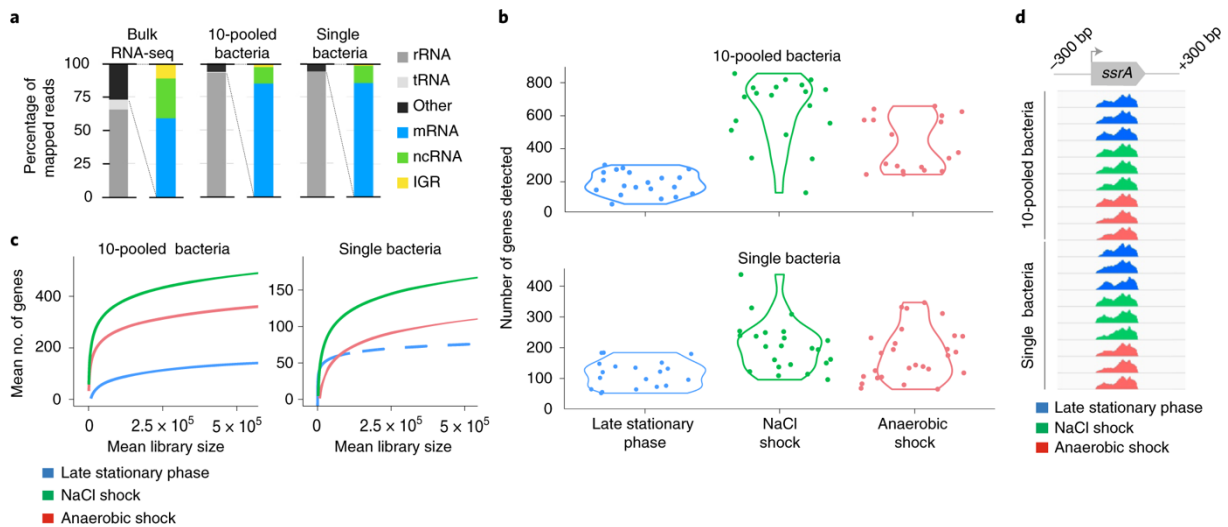 a
Bulk
RNA-seq
10-pooled
bacteria
Single
bacteria
Percentage of
mapped reads
100
75
50
25
0
rRNA
tRNA
Other
mRNA
ncRNA
IGR
b
10-pooled bacteria
800
600
400
200
0
Single bacteria
400
300
200
100
0
Number of genes detected
Late stationary
phase
NaCl
shock
Anaerobic
shock
c
10-pooled bacteria
Single bacteria
Mean no. of genes
400
200
0
150
100
50
0
0
2.5 × 10⁵
5 × 10⁵
0
2.5 × 10⁵
5 × 10⁵
Mean library size
Mean library size
Late stationary phase
NaCl shock
Anaerobic shock
d
−300 bp
+300 bp
ssrA
10-pooled bacteria
Single bacteria
Late stationary phase
NaCl shock
Anaerobic shock